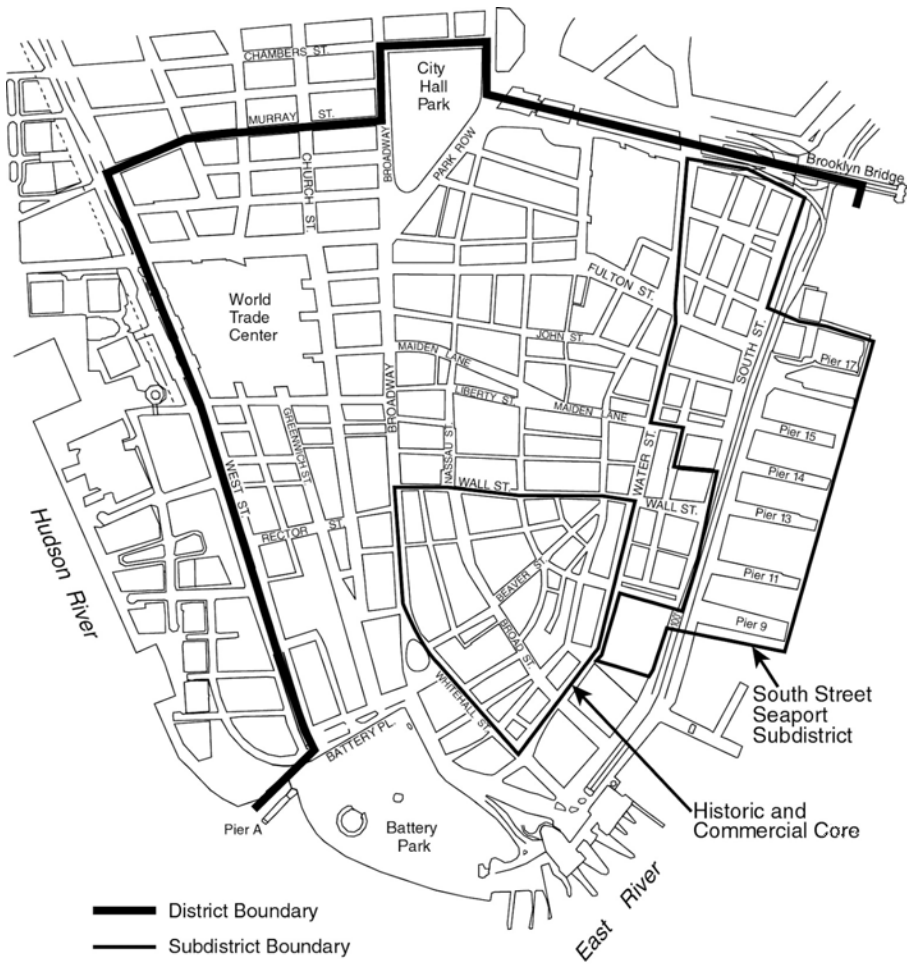 CHAMBERS ST.
City
Hall
Park
MURRAY ST.
BROADWAY
PARK ROW
CHURCH ST.
Brooklyn Bridge
FULTON ST.
World
Trade
Center
JOHN ST.
SOUTH ST.
MAIDEN LANE
Pier 17
BROADWAY
LIBERTY ST.
MAIDEN LANE
GREENWICH ST
NASSAU ST
Pier 15
WATER ST.
WEST ST.
WALL ST.
Pier 14
WALL ST.
Pier 13
RECTOR ST.
Hudson River
BEAVER ST.
Pier 11
BROAD ST.
Pier 9
WHITEHALL ST.
South Street
Seaport
Subdistrict
BATTERY PL.
Historic and
Commercial Core
Pier A
Battery
Park
East River
District Boundary
Subdistrict Boundary